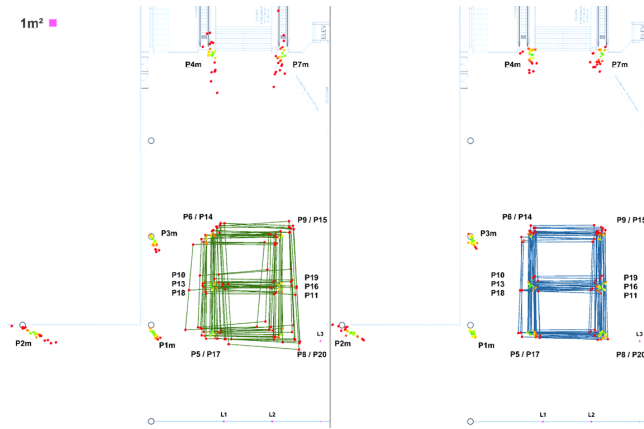 1m²
ELEV
P4m
P7m
P4m
P7m
P6 / P14
P9 / P15
P6 / P14
P9 / P15
P3m
P3m
P10
P13
P18
P19
P16
P11
P10
P13
P18
P19
P16
P11
P2m
P1m
P5 / P17
P8 / P20
L3
P2m
P1m
P5 / P17
P8 / P20
L3
L1
L2
L1
L2